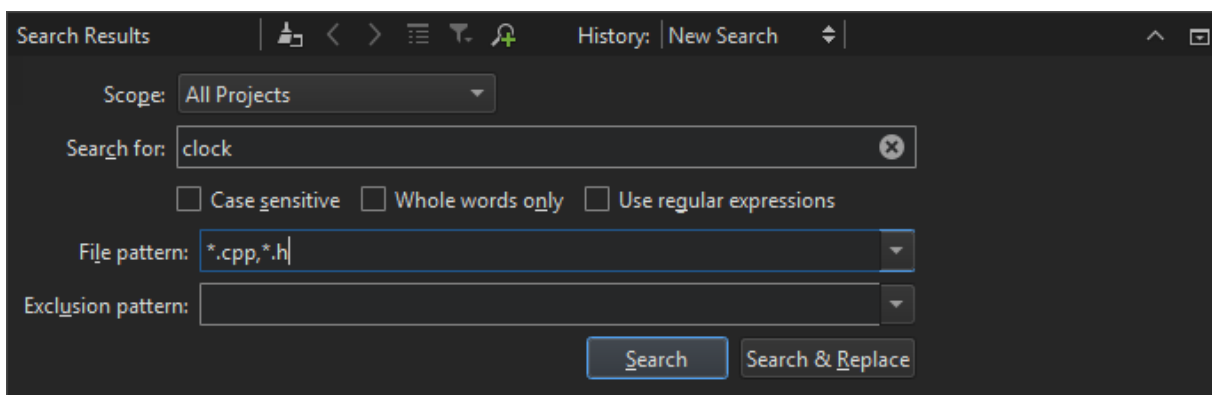 Search Results History: New Search
Scope: All Projects
Search for: clock
Case sensitive Whole words only Use regular expressions
File pattern: *.cpp,*.h
Exclusion pattern:
Search Search & Replace